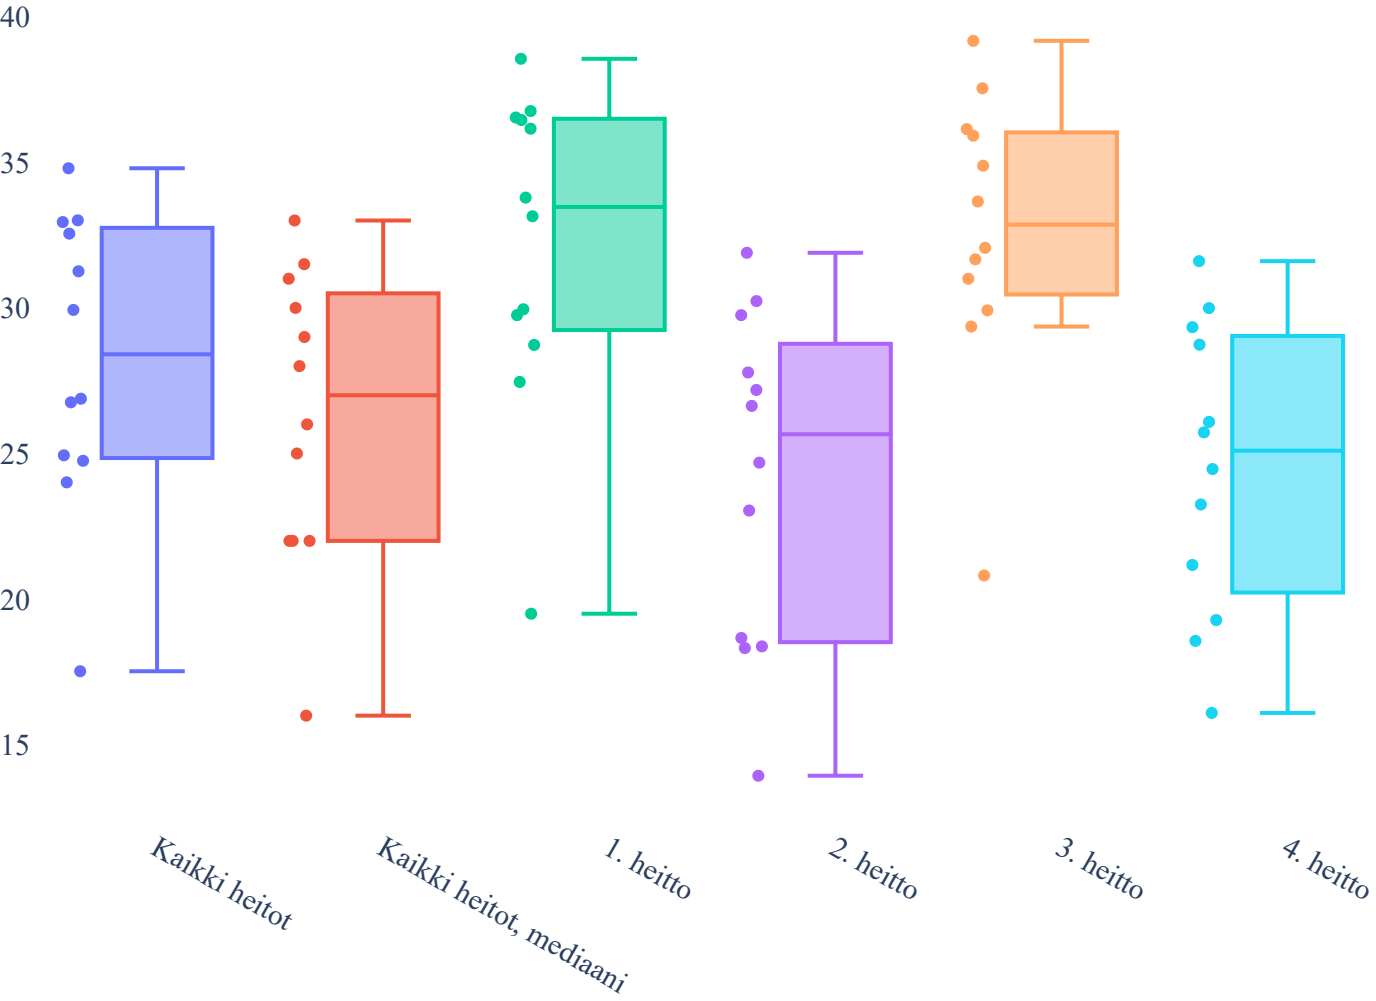 40
35
30
25
20
15
Kaikki heitot
Kaikki heitot, mediaani
1. heitto
2. heitto
3. heitto
4. heitto